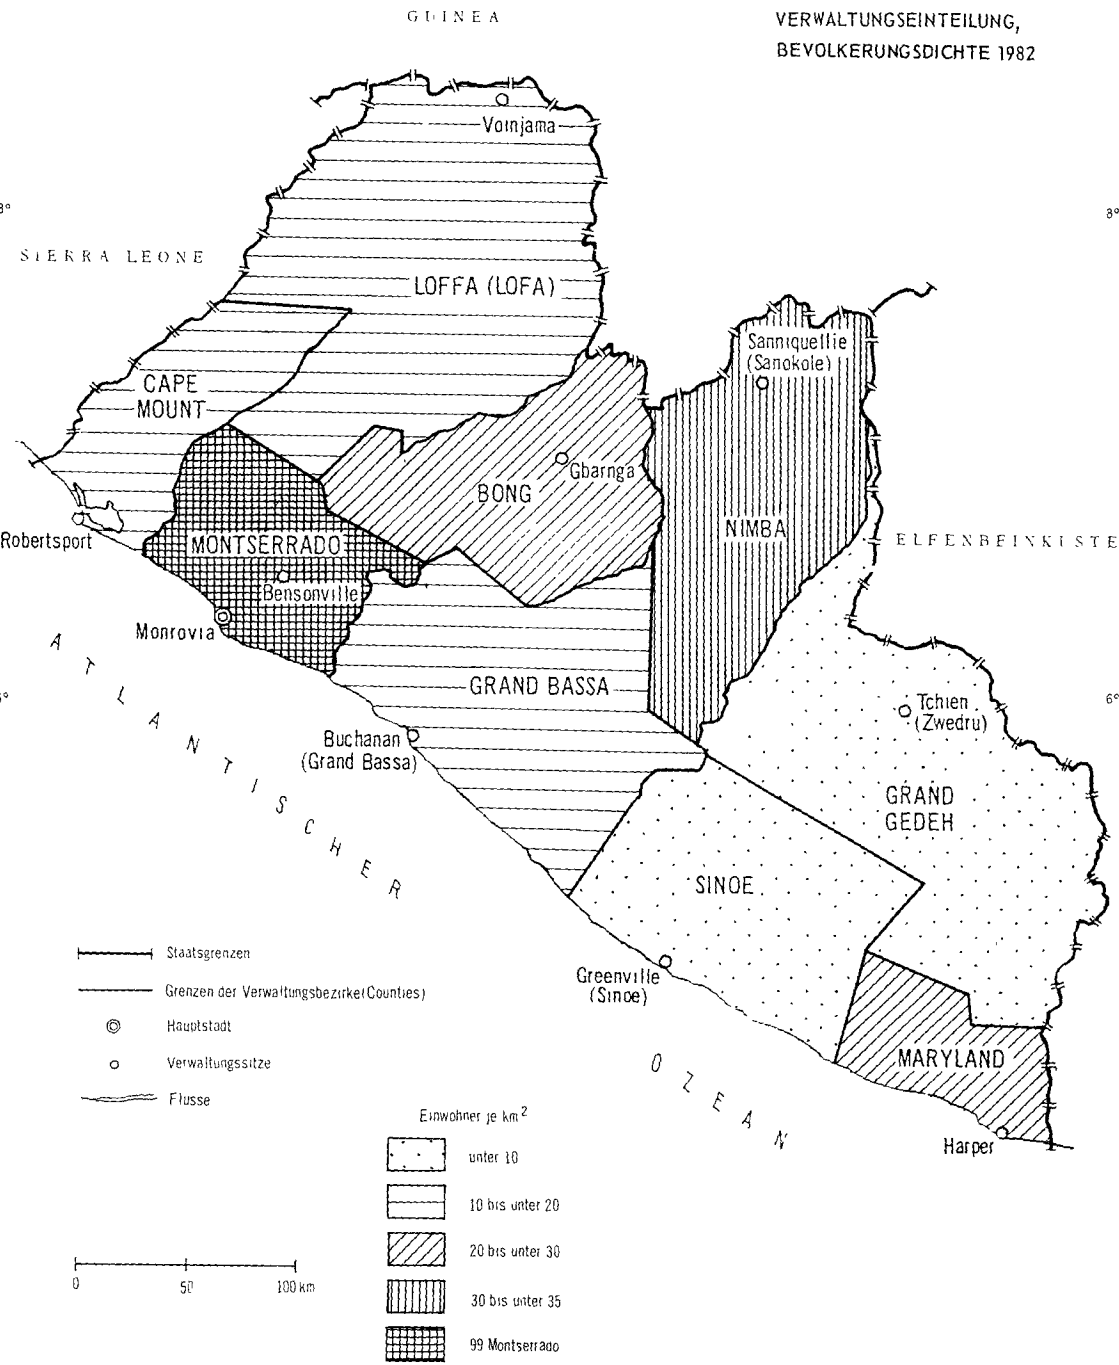 GUINEA
VERWALTUNGSEINTEILUNG,
BEVOLKERUNGSDICHTE 1982
Voinjama
8°
8°
SIERRA LEONE
LOFFA (LOFA)
Sanniquellie
(Sanokole)
CAPE
MOUNT
Gbarnga
BONG
NIMBA
Robertsport
MONTSERRADO
ELFENBEINKÜSTE
Bensonville
Monrovia
GRAND BASSA
6°
6°
Tchien
(Zwedru)
Buchanan
(Grand Bassa)
ATLANTISCHER
GRAND
GEDEH
SINOE
Staatsgrenzen
Greenville
(Sinoe)
Grenzen der Verwaltungsbezirke(Counties)
Hauptstadt
MARYLAND
Verwaltungssitze
OZEAN
Flusse
Harper
Einwohner je km²
unter 10
10 bis unter 20
20 bis unter 30
30 bis unter 35
99 Montserrado
0 50 100 km